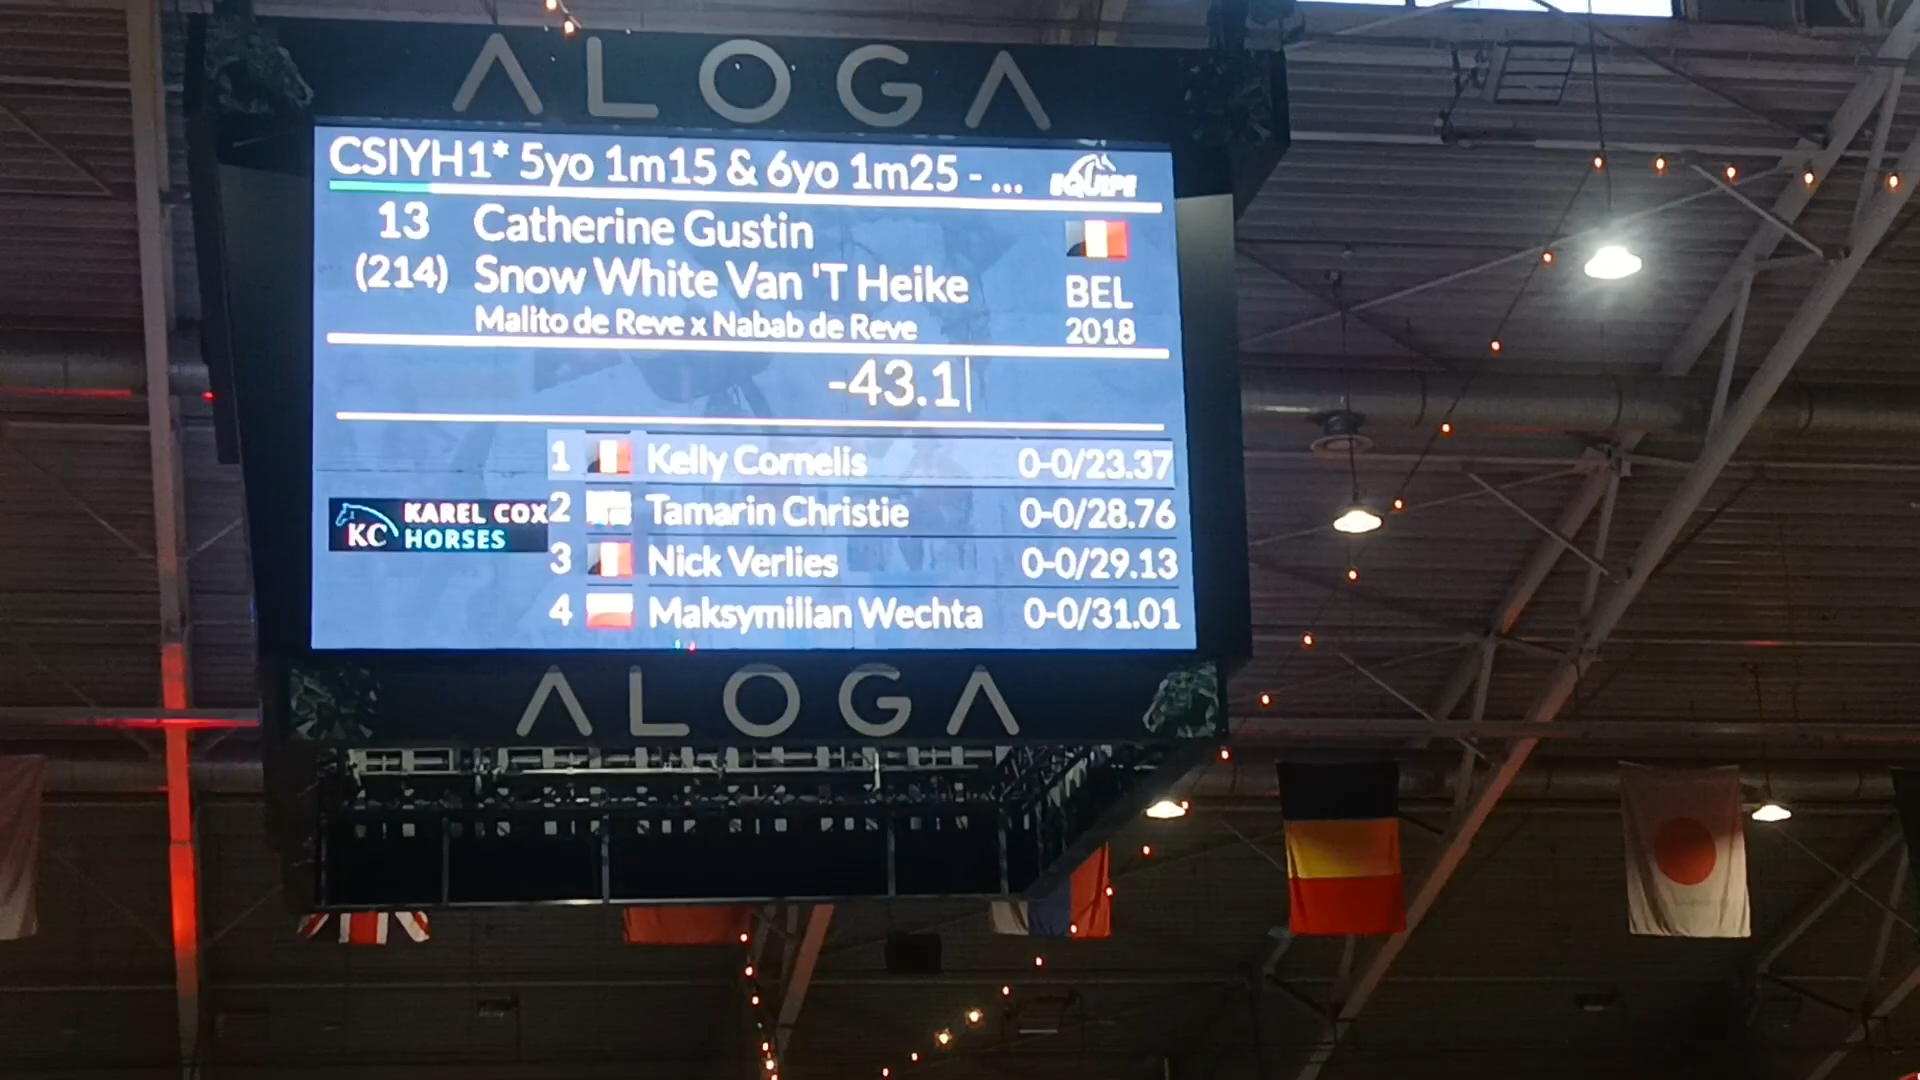 ALOGA
CSIYH1* 5yo 1m15 & 6yo 1m25 - ...
EQUIPE
13 Catherine Gustin
(214) Snow White Van 'T Heike BEL
Malito de Reve x Nabab de Reve 2018
-43.1
1 Kelly Cornelis 0-0/23.37
2 Tamarin Christie 0-0/28.76
3 Nick Verlies 0-0/29.13
4 Maksymilian Wechta 0-0/31.01
KC KAREL COX
HORSES
ALOGA